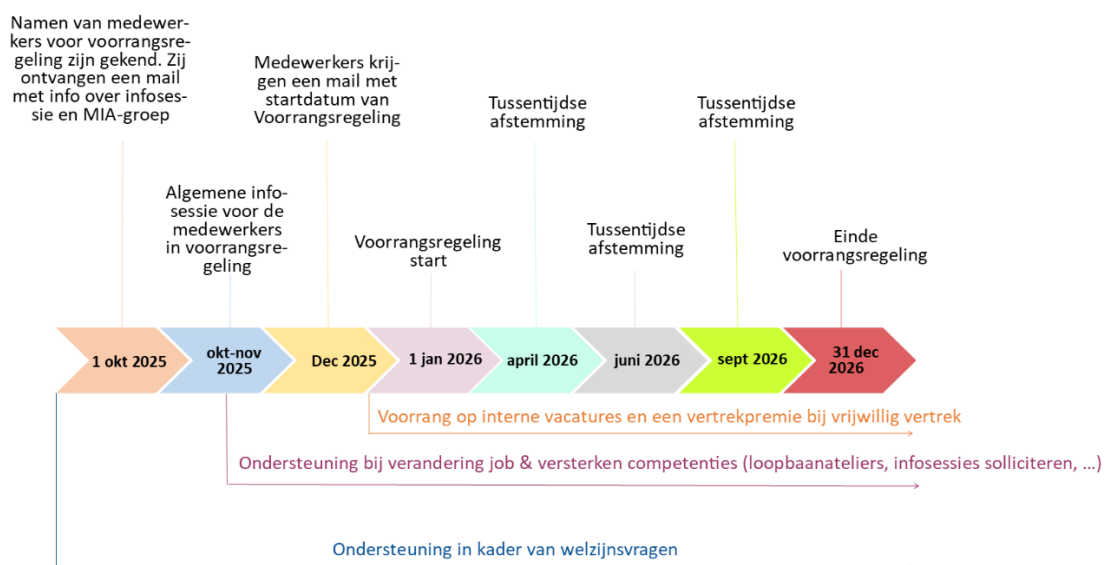 Namen van medewer-
kers voor voorrangsre-
geling zijn gekend. Zij
ontvangen een mail
met info over infoses-
sie en MIA-groep
Medewerkers krij-
gen een mail met
startdatum van
Voorrangsregeling
Tussentijdse
afstemming
Tussentijdse
afstemming
Algemene info-
sessie voor de
medewerkers
in voorrangsre-
geling
Voorrangsregeling
start
Tussentijdse
afstemming
Einde
voorrangsregeling
1 okt 2025
okt-nov
2025
Dec 2025
1 jan 2026
april 2026
juni 2026
sept 2026
31 dec
2026
Voorrang op interne vacatures en een vertrekpremie bij vrijwillig vertrek
Ondersteuning bij verandering job & versterken competenties (loopbaanateliers, infosessies solliciteren, ...)
Ondersteuning in kader van welzijnsvragen